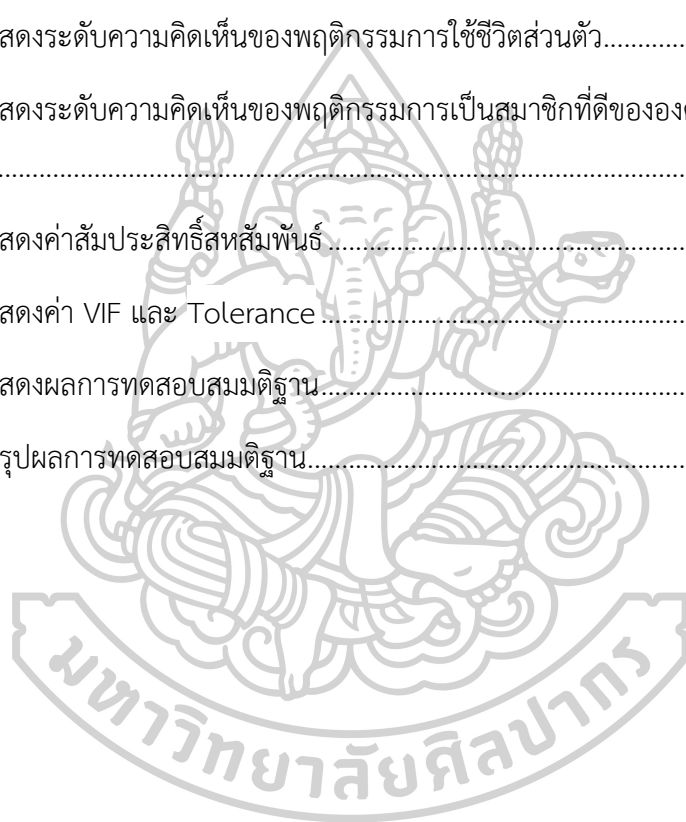 สดงระดับความคิดเห็นของพฤติกรรมการใช้ชีวิตส่วนตัว............
สดงระดับความคิดเห็นของพฤติกรรมการเป็นสมาชิกที่ดีขององค
................................................................................................
สดงค่าสัมประสิทธิ์สหสัมพันธ์................................................
สดงค่า VIF และ Tolerance ................................................
สดงผลการทดสอบสมมติฐาน................................................
รุปผลการทดสอบสมมติฐาน..................................................
มหาวิทยาลัยศิลปากร